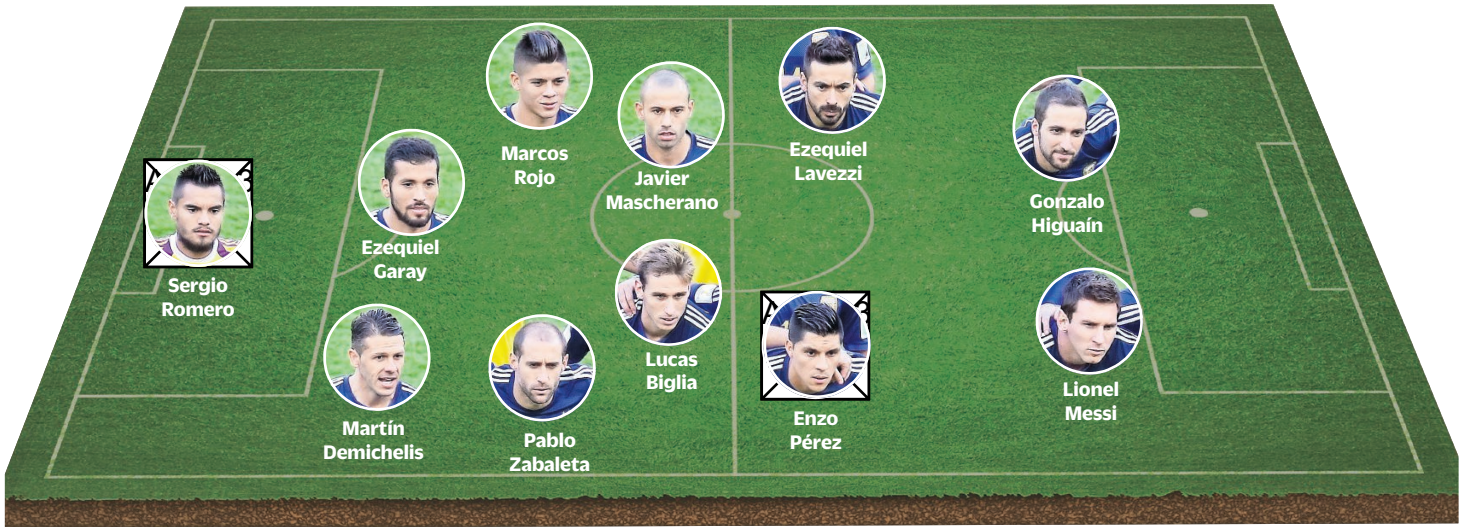 Sergio
Romero
Ezequiel
Garay
Martín
Demichelis
Marcos
Rojo
Pablo
Zabaleta
Javier
Mascherano
Lucas
Biglia
Ezequiel
Lavezzi
Enzo
Pérez
Gonzalo
Higuaín
Lionel
Messi